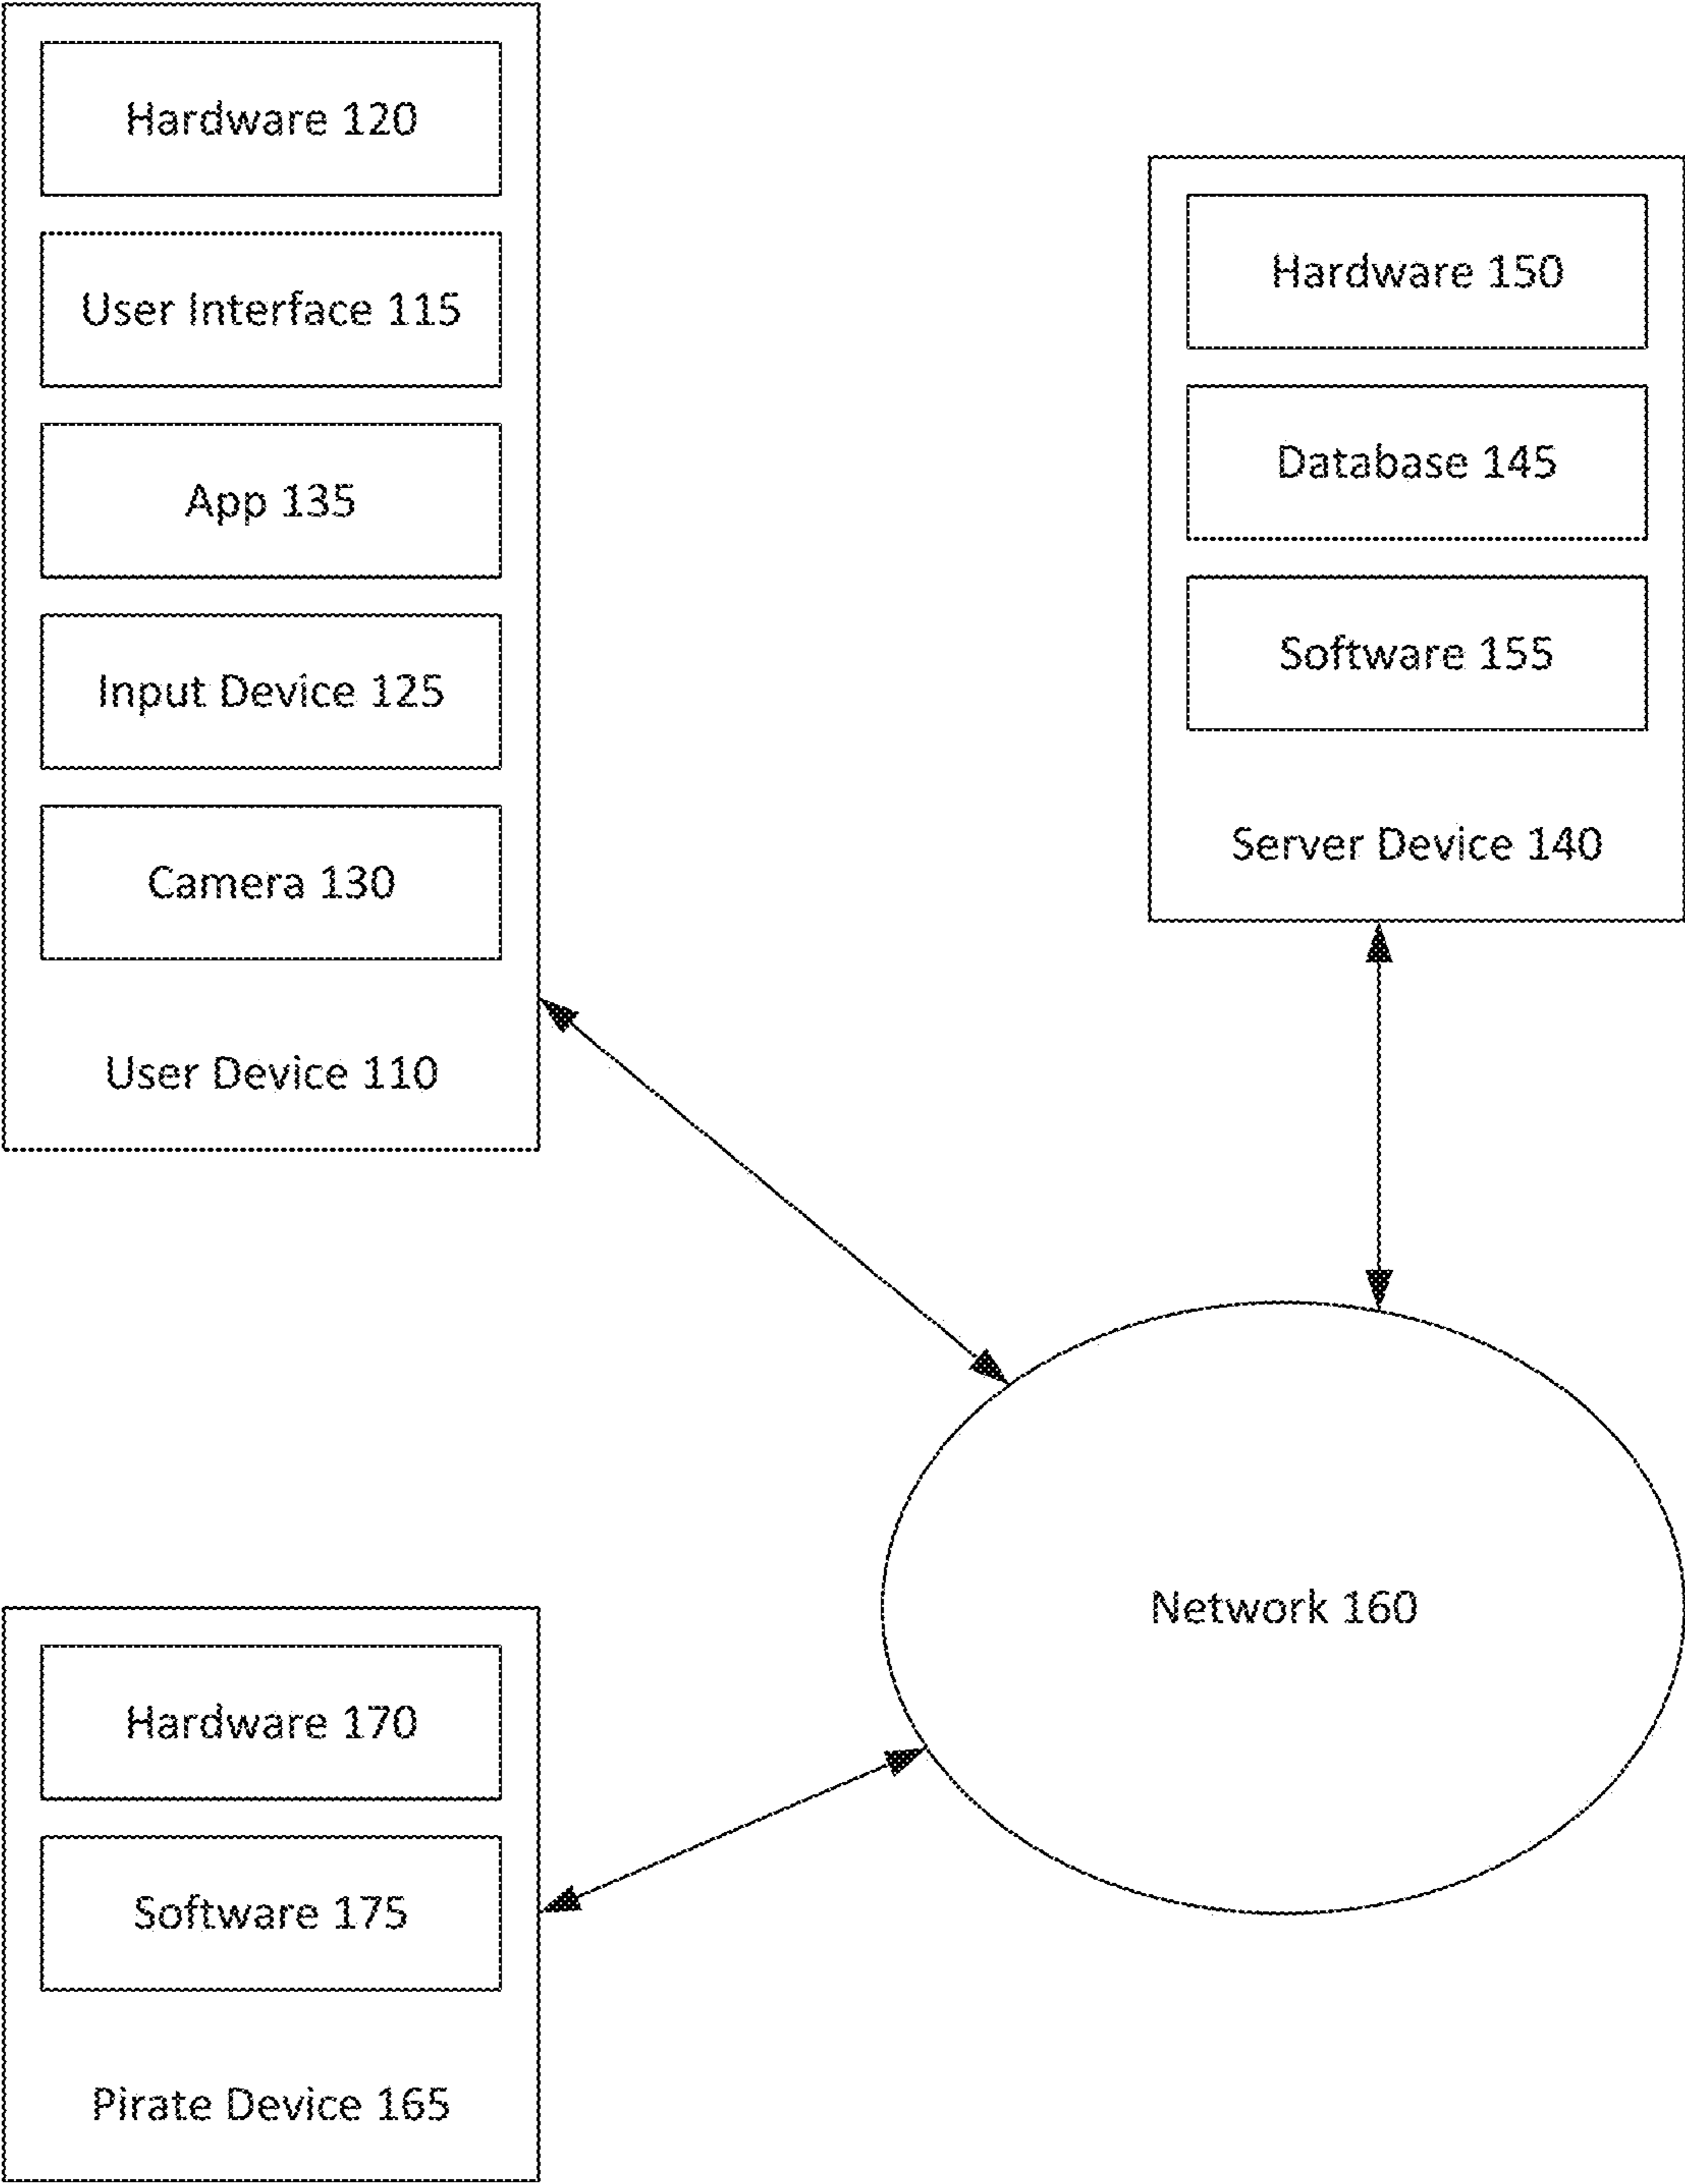 Hardware 120
User Interface 115
App 135
Input Device 125
Camera 130
User Device 110
Hardware 150
Database 145
Software 155
Server Device 140
Network 160
Hardware 170
Software 175
Pirate Device 165